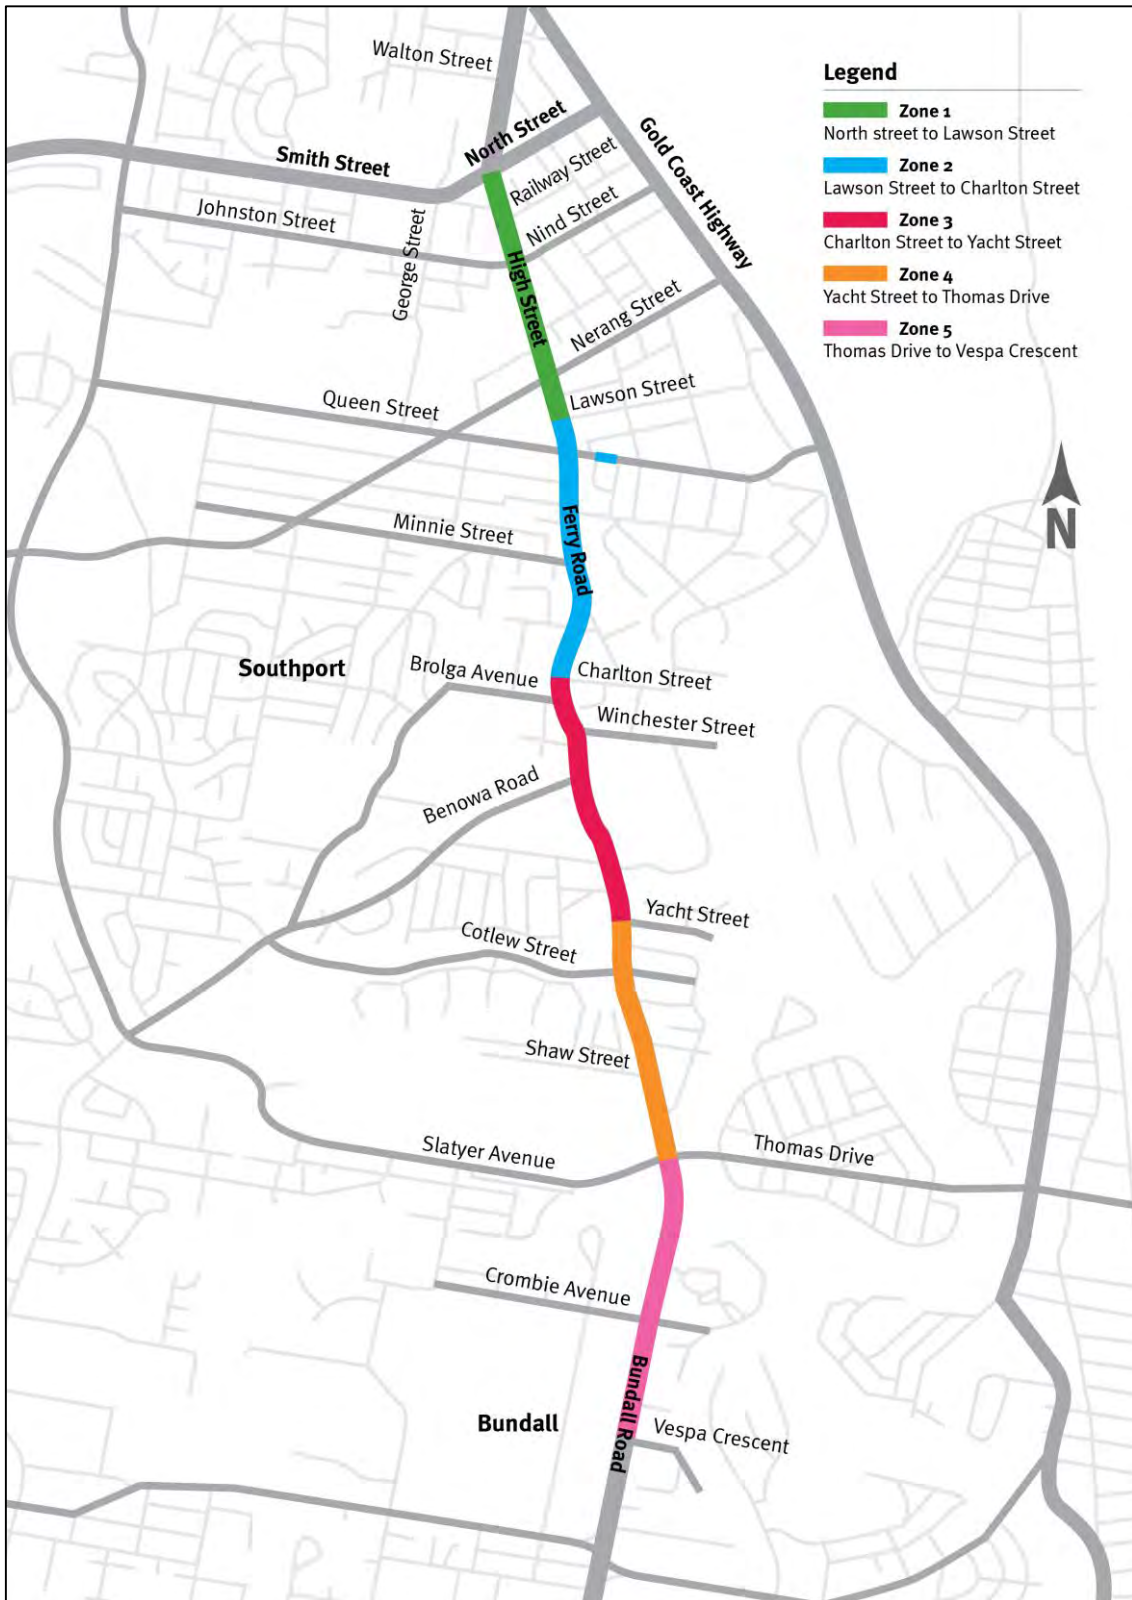 Walton Street
Legend
Zone 1
North street to Lawson Street
Zone 2
Lawson Street to Charlton Street
Zone 3
Charlton Street to Yacht Street
Zone 4
Yacht Street to Thomas Drive
Zone 5
Thomas Drive to Vespa Crescent
North Street
Gold Coast Highway
Smith Street
Railway Street
Johnston Street
George Street
Nind Street
High Street
Nerang Street
Queen Street
Lawson Street
Minnie Street
Ferry Road
N
Southport
Brolga Avenue
Charlton Street
Winchester Street
Benowa Road
Yacht Street
Cotlew Street
Shaw Street
Slatyer Avenue
Thomas Drive
Crombie Avenue
Bundall Road
Bundall
Vespa Crescent